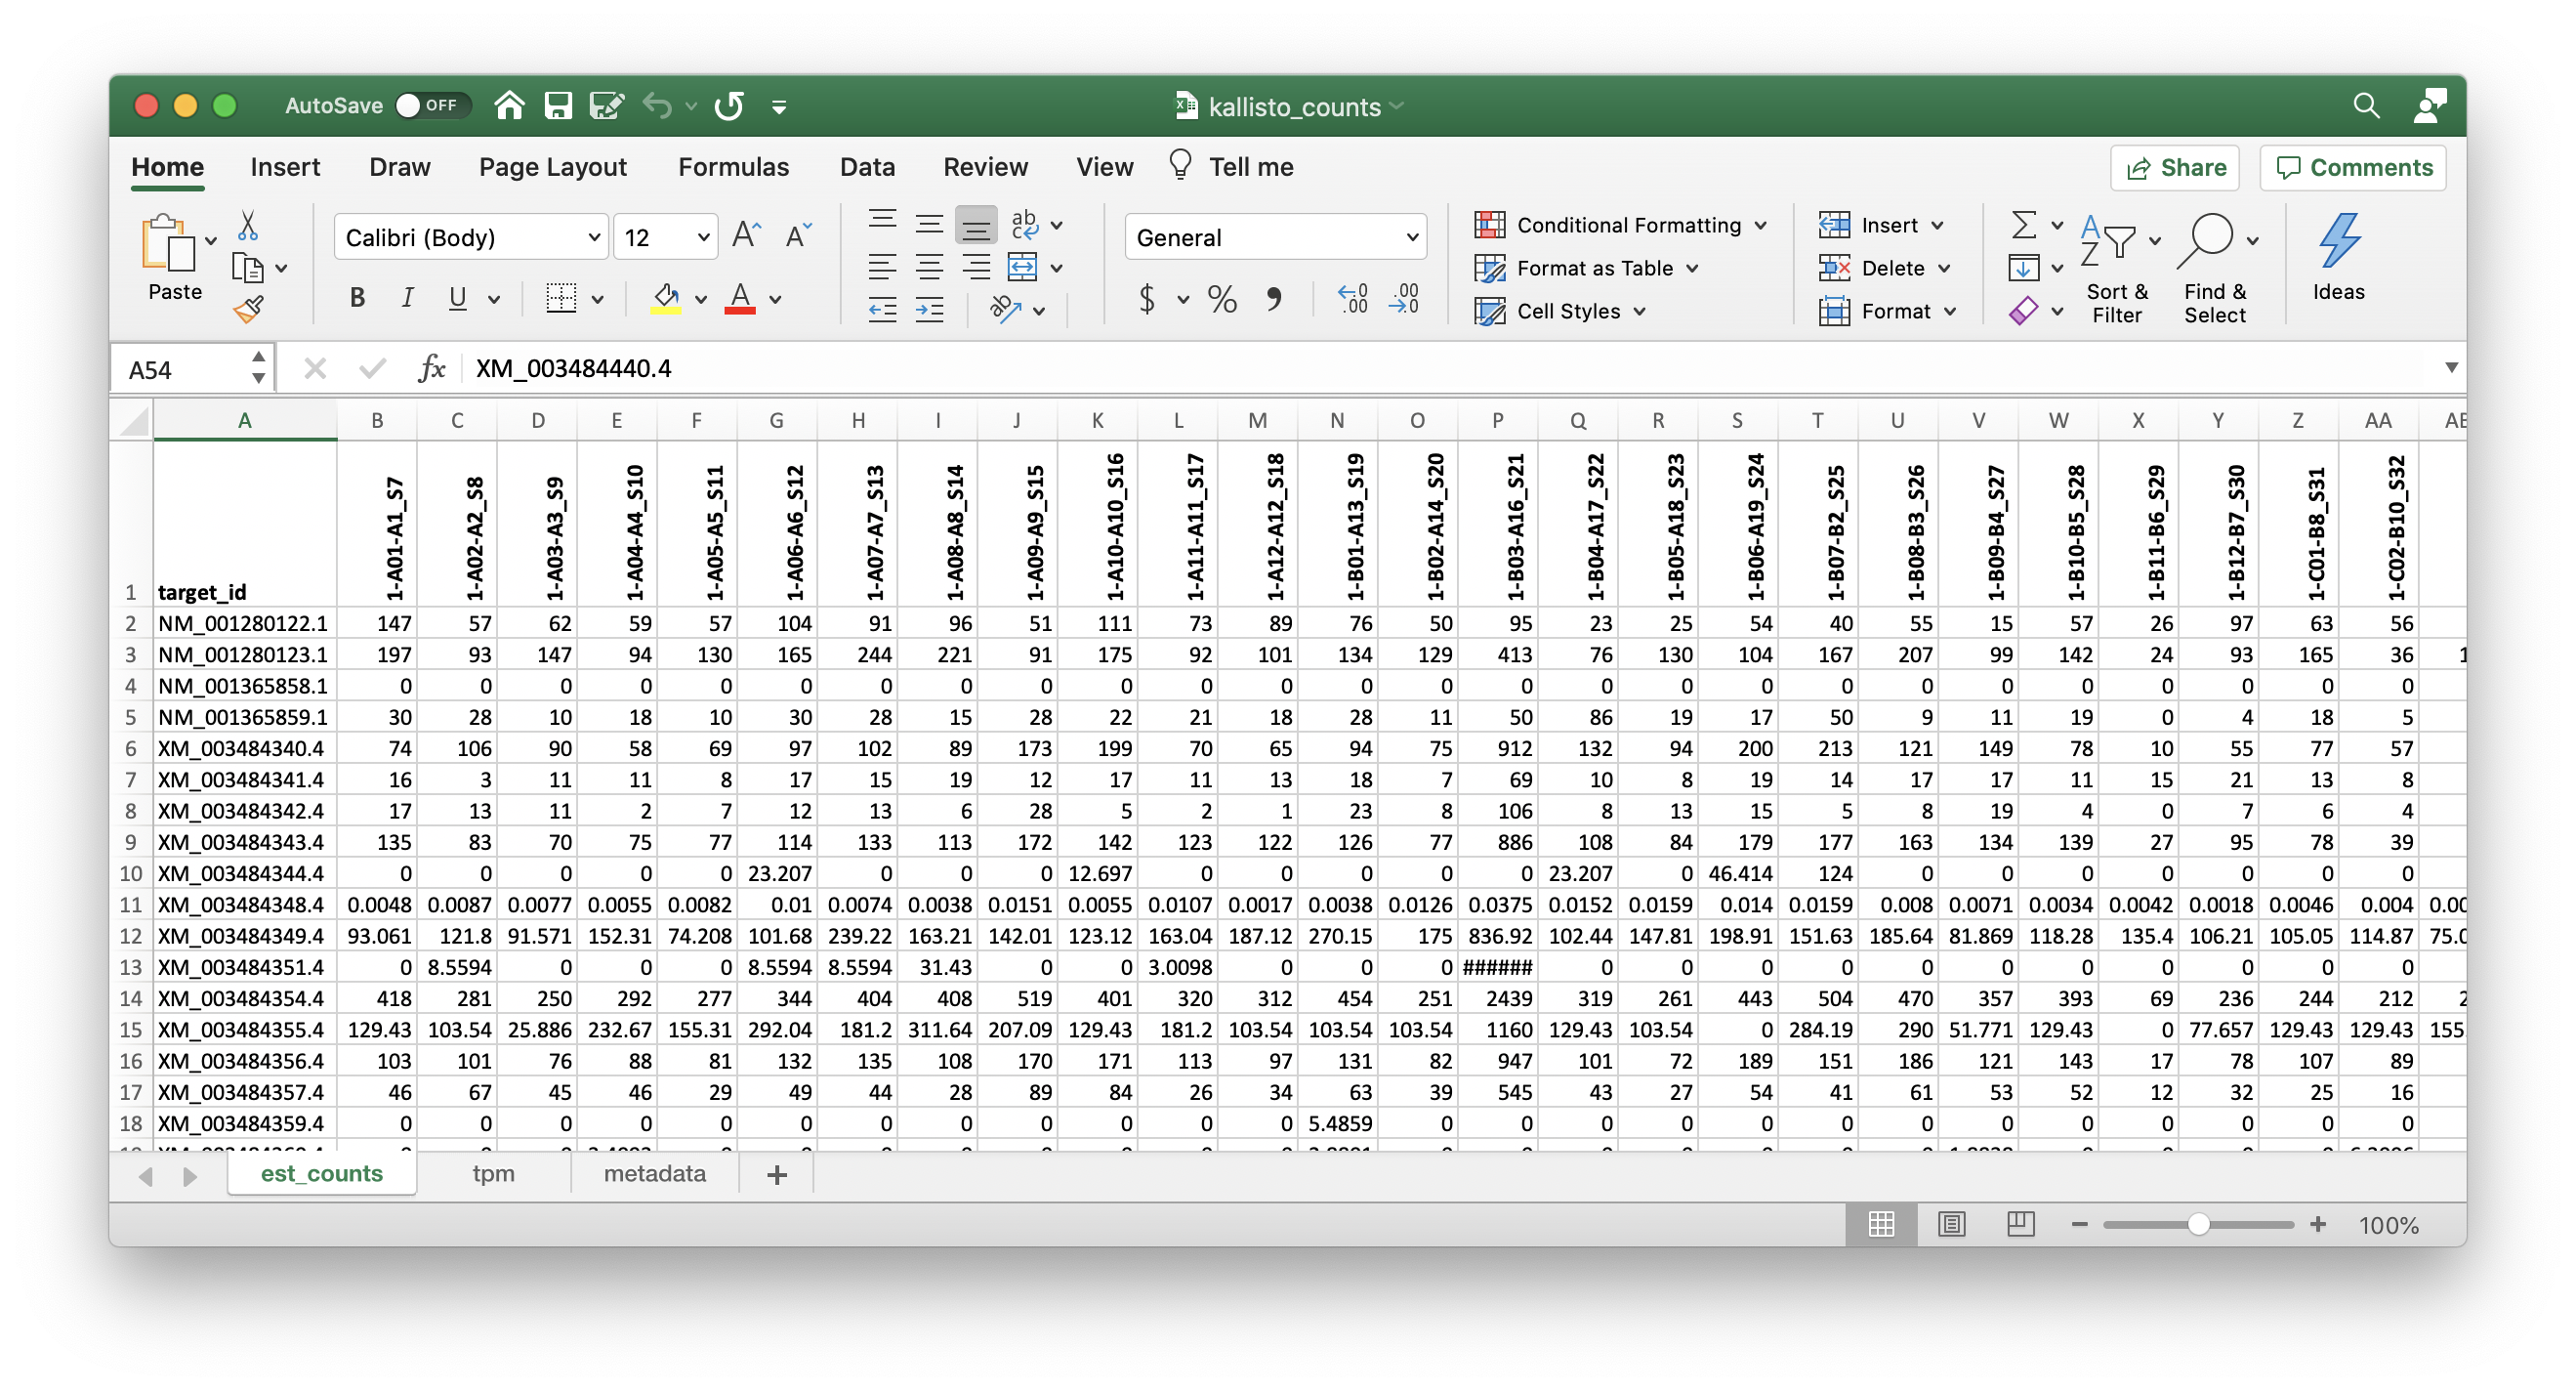 AutoSave OFF kallisto_counts
Home Insert Draw Page Layout Formulas Data Review View Tell me Share Comments
Paste Calibri (Body) 12 General Conditional Formatting Format as Table Cell Styles Insert Delete Format Sort & Filter Find & Select Ideas
A54 fx XM_003484440.4
A B C D E F G H I J K L M N O P Q R S T U V W X Y Z AA
1 target_id 1-A01-A1_S7 1-A02-A2_S8 1-A03-A3_S9 1-A04-A4_S10 1-A05-A5_S11 1-A06-A6_S12 1-A07-A7_S13 1-A08-A8_S14 1-A09-A9_S15 1-A10-A10_S16 1-A11-A11_S17 1-A12-A12_S18 1-B01-A13_S19 1-B02-A14_S20 1-B03-A16_S21 1-B04-A17_S22 1-B05-A18_S23 1-B06-A19_S24 1-B07-B2_S25 1-B08-B3_S26 1-B09-B4_S27 1-B10-B5_S28 1-B11-B6_S29 1-B12-B7_S30 1-C01-B8_S31 1-C02-B10_S32
2 NM_001280122.1 147 57 62 59 57 104 91 96 51 111 73 89 76 50 95 23 25 54 40 55 15 57 26 97 63 56
3 NM_001280123.1 197 93 147 94 130 165 244 221 91 175 92 101 134 129 413 76 130 104 167 207 99 142 24 93 165 36
4 NM_001365858.1 0 0 0 0 0 0 0 0 0 0 0 0 0 0 0 0 0 0 0 0 0 0 0 0 0 0
5 NM_001365859.1 30 28 10 18 10 30 28 15 28 22 21 18 28 11 50 86 19 17 50 9 11 19 0 4 18 5
6 XM_003484340.4 74 106 90 58 69 97 102 89 173 199 70 65 94 75 912 132 94 200 213 121 149 78 10 55 77 57
7 XM_003484341.4 16 3 11 11 8 17 15 19 12 17 11 13 18 7 69 10 8 19 14 17 17 11 15 21 13 8
8 XM_003484342.4 17 13 11 2 7 12 13 6 28 5 2 1 23 8 106 8 13 15 5 8 19 4 0 7 6 4
9 XM_003484343.4 135 83 70 75 77 114 133 113 172 142 123 122 126 77 886 108 84 179 177 163 134 139 27 95 78 39
10 XM_003484344.4 0 0 0 0 0 23.207 0 0 0 12.697 0 0 0 0 0 23.207 0 46.414 124 0 0 0 0 0 0 0
11 XM_003484348.4 0.0048 0.0087 0.0077 0.0055 0.0082 0.01 0.0074 0.0038 0.0151 0.0055 0.0107 0.0017 0.0038 0.0126 0.0375 0.0152 0.0159 0.014 0.0159 0.008 0.0071 0.0034 0.0042 0.0018 0.0046 0.004
12 XM_003484349.4 93.061 121.8 91.571 152.31 74.208 101.68 239.22 163.21 142.01 123.12 163.04 187.12 270.15 175 836.92 102.44 147.81 198.91 151.63 185.64 81.869 118.28 135.4 106.21 105.05 114.87
13 XM_003484351.4 0 8.5594 0 0 0 8.5594 8.5594 31.43 0 0 3.0098 0 0 0 ###### 0 0 0 0 0 0 0 0 0 0 0
14 XM_003484354.4 418 281 250 292 277 344 404 408 519 401 320 312 454 251 2439 319 261 443 504 470 357 393 69 236 244 212
15 XM_003484355.4 129.43 103.54 25.886 232.67 155.31 292.04 181.2 311.64 207.09 129.43 181.2 103.54 103.54 103.54 1160 129.43 103.54 0 284.19 290 51.771 129.43 0 77.657 129.43 129.43
16 XM_003484356.4 103 101 76 88 81 132 135 108 170 171 113 97 131 82 947 101 72 189 151 186 121 143 17 78 107 89
17 XM_003484357.4 46 67 45 46 29 49 44 28 89 84 26 34 63 39 545 43 27 54 41 61 53 52 12 32 25 16
18 XM_003484359.4 0 0 0 0 0 0 0 0 0 0 0 0 5.4859 0 0 0 0 0 0 0 0 0 0 0 0 0
est_counts tpm metadata
100%